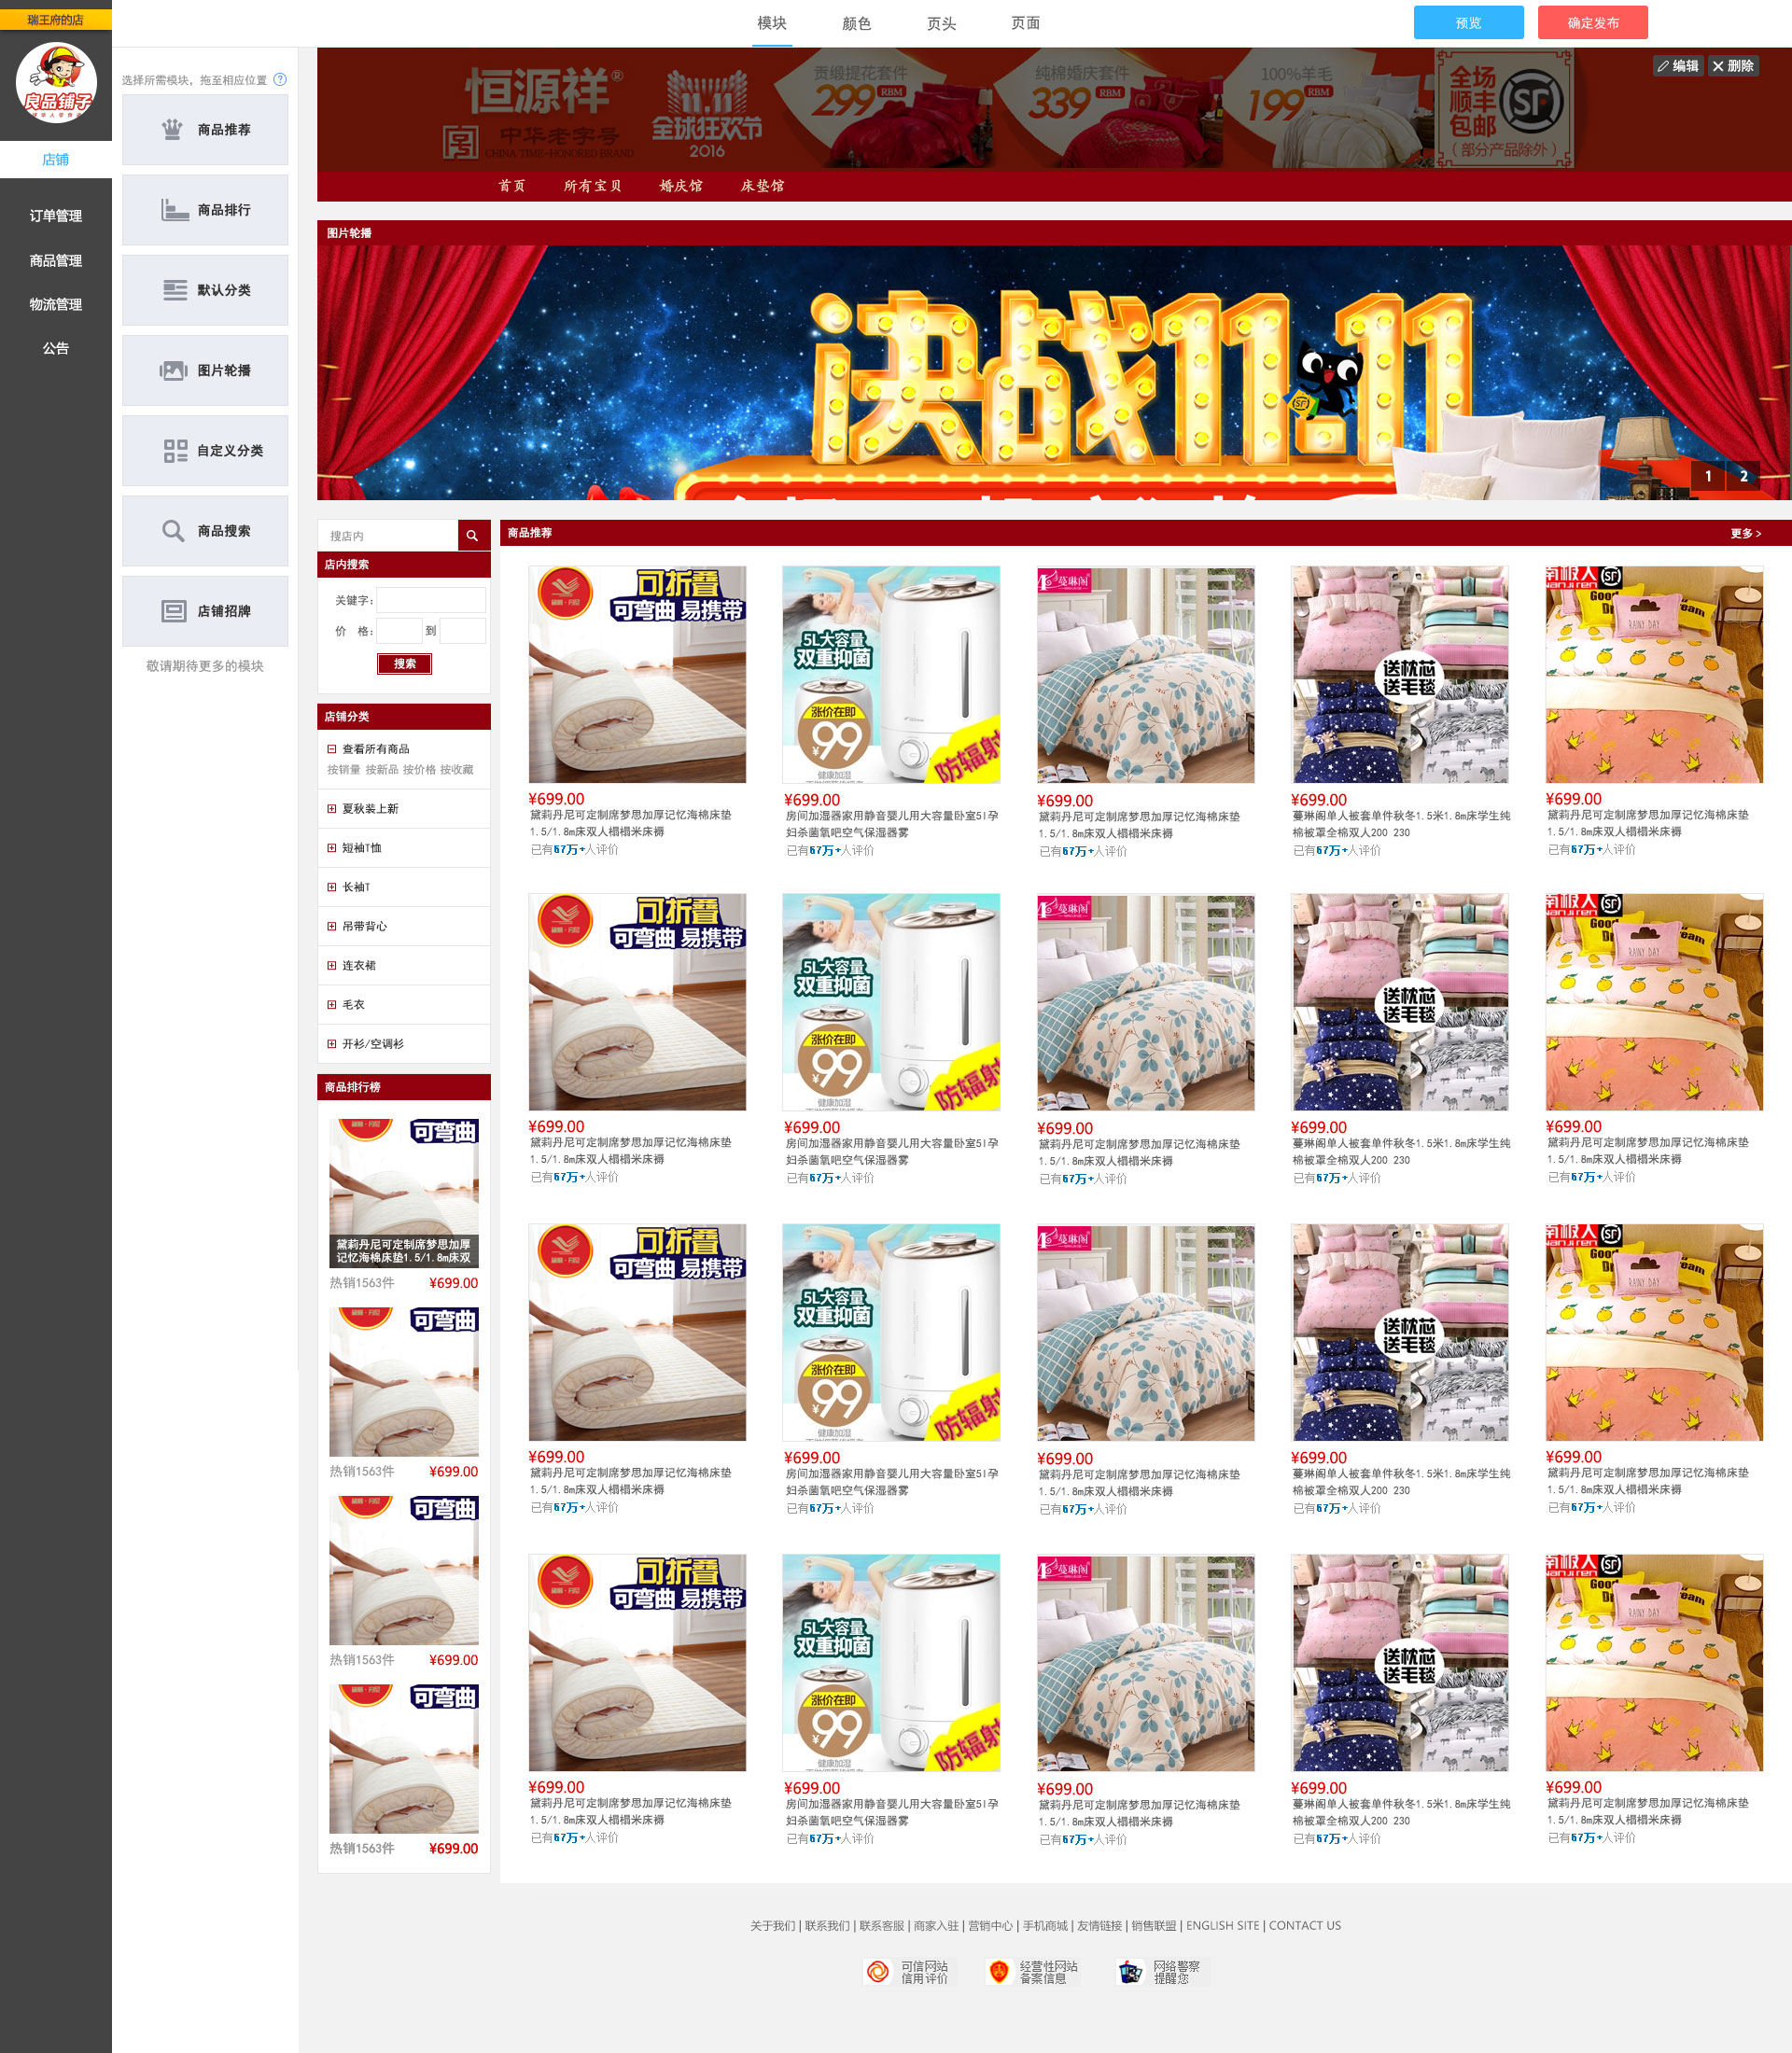 瑞王府的店
良品铺子
店铺
订单管理
商品管理
物流管理
公告
模块
颜色
页头
页面
预览
确定发布
选择所需模块，拖至相应位置 ?
商品推荐
商品排行
默认分类
图片轮播
自定义分类
商品搜索
店铺招牌
敬请期待更多的模块
恒源祥®
中华老字号
CHINA TIME-HONORED BRAND
11.11
全球狂欢节
2016
贡缎提花套件
299 RBM
纯棉婚庆套件
339 RBM
100%羊毛
199 RBM
全场
顺丰
包邮
SF
(部分产品除外)
编辑
删除
首页
所有宝贝
婚庆馆
床垫馆
图片轮播
决战11.11
1
2
搜店内
店内搜索
关键字:
价 格: 到
搜索
店铺分类
查看所有商品
按销量 按新品 按价格 按收藏
夏秋装上新
短袖T恤
长袖T
吊带背心
连衣裙
毛衣
开衫/空调衫
商品排行榜
可弯曲
黛莉丹尼可定制席梦思加厚
记忆海棉床垫1.5/1.8m床双
热销1563件 ¥699.00
可弯曲
热销1563件 ¥699.00
可弯曲
热销1563件 ¥699.00
可弯曲
热销1563件 ¥699.00
商品推荐
更多 >
可折叠
可弯曲 易携带
¥699.00
黛莉丹尼可定制席梦思加厚记忆海棉床垫
1.5/1.8m床双人榻榻米床褥
已有67万+人评价
5L大容量
双重抑菌
涨价在即
¥99
健康加湿
防辐射
¥699.00
房间加湿器家用静音婴儿用大容量卧室5l孕
妇杀菌氧吧空气保湿器雾
已有67万+人评价
蔓琳阁
¥699.00
黛莉丹尼可定制席梦思加厚记忆海棉床垫
1.5/1.8m床双人榻榻米床褥
已有67万+人评价
送枕芯
送毛毯
¥699.00
蔓琳阁单人被套单件秋冬1.5米1.8m床学生纯
棉被罩全棉双人200 230
已有67万+人评价
南极人
Nanjiren
RAINY DAY
¥699.00
黛莉丹尼可定制席梦思加厚记忆海棉床垫
1.5/1.8m床双人榻榻米床褥
已有67万+人评价
可折叠
可弯曲 易携带
¥699.00
黛莉丹尼可定制席梦思加厚记忆海棉床垫
1.5/1.8m床双人榻榻米床褥
已有67万+人评价
5L大容量
双重抑菌
涨价在即
¥99
健康加湿
防辐射
¥699.00
房间加湿器家用静音婴儿用大容量卧室5l孕
妇杀菌氧吧空气保湿器雾
已有67万+人评价
蔓琳阁
¥699.00
黛莉丹尼可定制席梦思加厚记忆海棉床垫
1.5/1.8m床双人榻榻米床褥
已有67万+人评价
送枕芯
送毛毯
¥699.00
蔓琳阁单人被套单件秋冬1.5米1.8m床学生纯
棉被罩全棉双人200 230
已有67万+人评价
南极人
Nanjiren
RAINY DAY
¥699.00
黛莉丹尼可定制席梦思加厚记忆海棉床垫
1.5/1.8m床双人榻榻米床褥
已有67万+人评价
可折叠
可弯曲 易携带
¥699.00
黛莉丹尼可定制席梦思加厚记忆海棉床垫
1.5/1.8m床双人榻榻米床褥
已有67万+人评价
5L大容量
双重抑菌
涨价在即
¥99
健康加湿
防辐射
¥699.00
房间加湿器家用静音婴儿用大容量卧室5l孕
妇杀菌氧吧空气保湿器雾
已有67万+人评价
蔓琳阁
¥699.00
黛莉丹尼可定制席梦思加厚记忆海棉床垫
1.5/1.8m床双人榻榻米床褥
已有67万+人评价
送枕芯
送毛毯
¥699.00
蔓琳阁单人被套单件秋冬1.5米1.8m床学生纯
棉被罩全棉双人200 230
已有67万+人评价
南极人
Nanjiren
RAINY DAY
¥699.00
黛莉丹尼可定制席梦思加厚记忆海棉床垫
1.5/1.8m床双人榻榻米床褥
已有67万+人评价
可折叠
可弯曲 易携带
¥699.00
黛莉丹尼可定制席梦思加厚记忆海棉床垫
1.5/1.8m床双人榻榻米床褥
已有67万+人评价
5L大容量
双重抑菌
涨价在即
¥99
健康加湿
防辐射
¥699.00
房间加湿器家用静音婴儿用大容量卧室5l孕
妇杀菌氧吧空气保湿器雾
已有67万+人评价
蔓琳阁
¥699.00
黛莉丹尼可定制席梦思加厚记忆海棉床垫
1.5/1.8m床双人榻榻米床褥
已有67万+人评价
送枕芯
送毛毯
¥699.00
蔓琳阁单人被套单件秋冬1.5米1.8m床学生纯
棉被罩全棉双人200 230
已有67万+人评价
南极人
Nanjiren
RAINY DAY
¥699.00
黛莉丹尼可定制席梦思加厚记忆海棉床垫
1.5/1.8m床双人榻榻米床褥
已有67万+人评价
关于我们 | 联系我们 | 联系客服 | 商家入驻 | 营销中心 | 手机商城 | 友情链接 | 销售联盟 | ENGLISH SITE | CONTACT US
可信网站
信用评价
经营性网站
备案信息
网络警察
提醒您